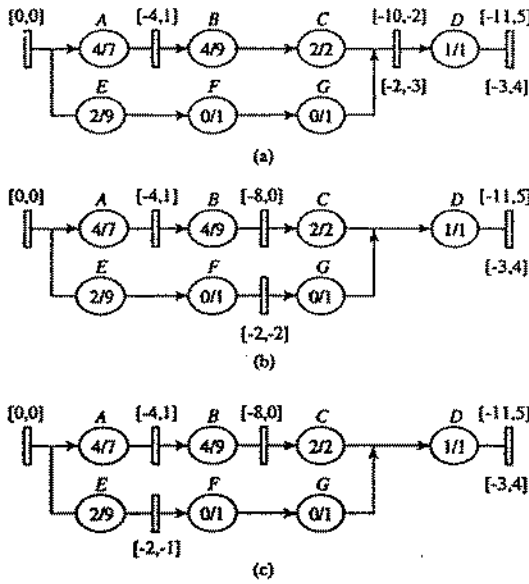 [0,0] A [-4,1] B C [-10,-2] D [-11,5]
4/7 4/9 2/2 1/1
E F G [-2,-3] [-3,4]
2/9 0/1 0/1
(a)
[0,0] A [-4,1] B [-8,0] C D [-11,5]
4/7 4/9 2/2 1/1
E F G [-3,4]
2/9 0/1 0/1
[-2,-2]
(b)
[0,0] A [-4,1] B [-8,0] C D [-11,5]
4/7 4/9 2/2 1/1
E F G [-3,4]
2/9 0/1 0/1
[-2,-1]
(c)